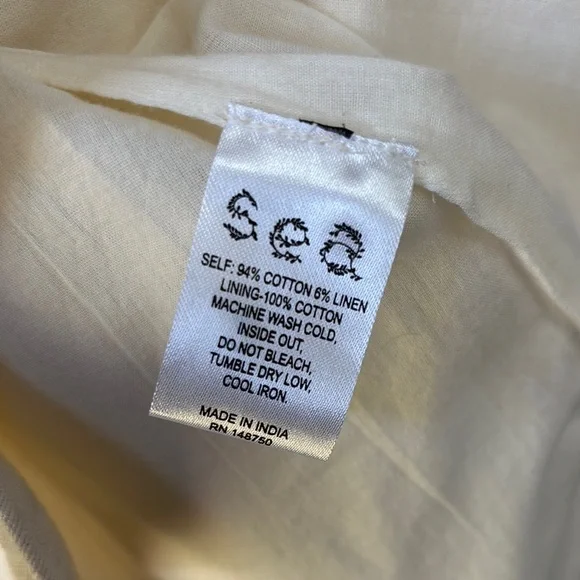 Sea
SELF: 94% COTTON 6% LINEN
LINING-100% COTTON
MACHINE WASH COLD,
INSIDE OUT,
DO NOT BLEACH,
TUMBLE DRY LOW,
COOL IRON.
MADE IN INDIA
RN 148750